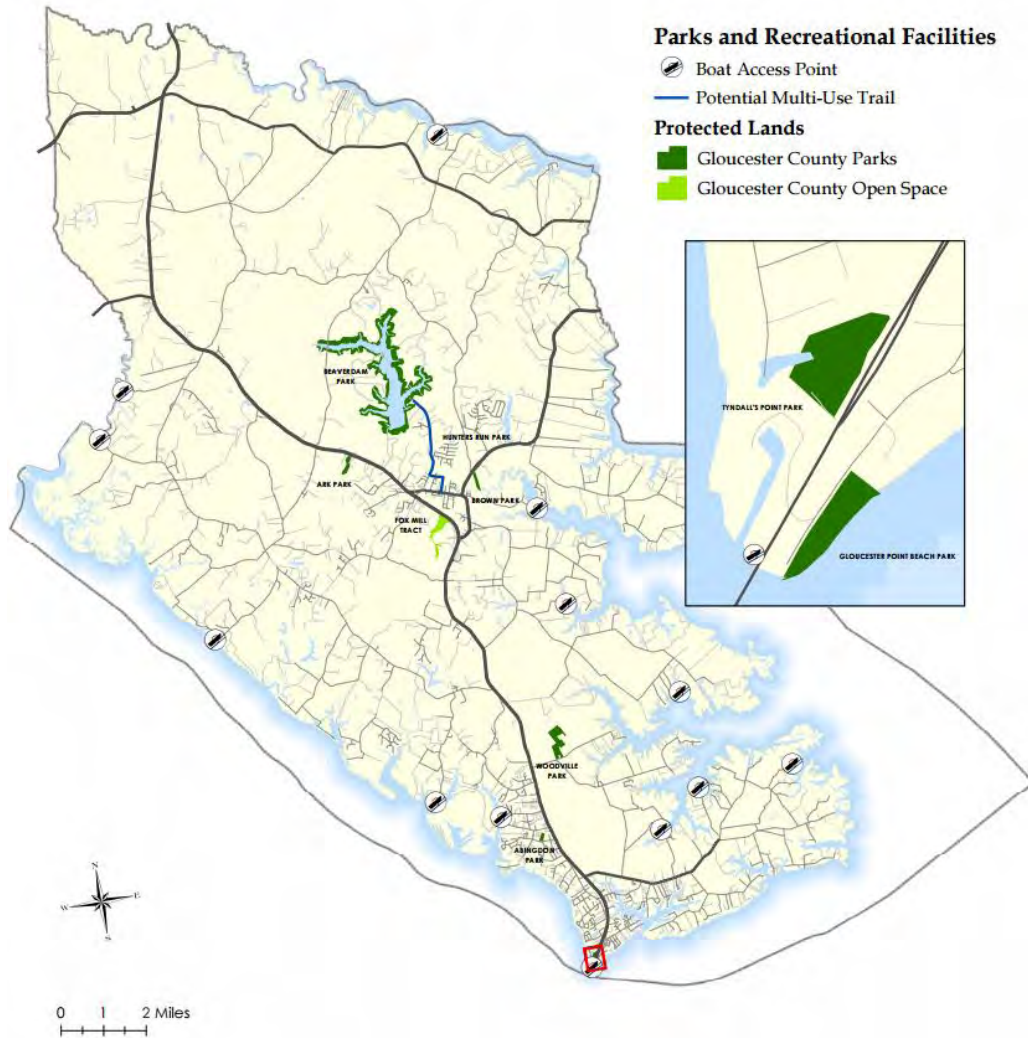 Parks and Recreational Facilities
Boat Access Point
Potential Multi-Use Trail
Protected Lands
Gloucester County Parks
Gloucester County Open Space
BEAVERDAM
PARK
HUNTERS RUN PARK
ARK PARK
BROWN PARK
FOX MILL
TRACT
TYNDALL'S POINT PARK
GLOUCESTER POINT BEACH PARK
WOODVILLE
PARK
ABINGDON
PARK
N
W
E
S
0 1 2 Miles